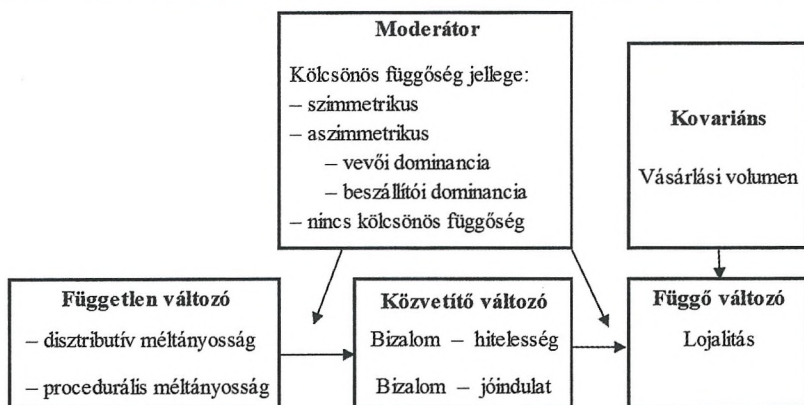 Moderátor
Kölcsönös függőség jellege:
– szimmetrikus
– aszimmetrikus
– vevői dominancia
– beszállítói dominancia
– nincs kölcsönös függőség
Kovariáns
Vásárlási volumen
Független változó
– disztributív méltányosság
– procedurális méltányosság
Közvetítő változó
Bizalom – hitelesség
Bizalom – jóindulat
Függő változó
Lojalitás